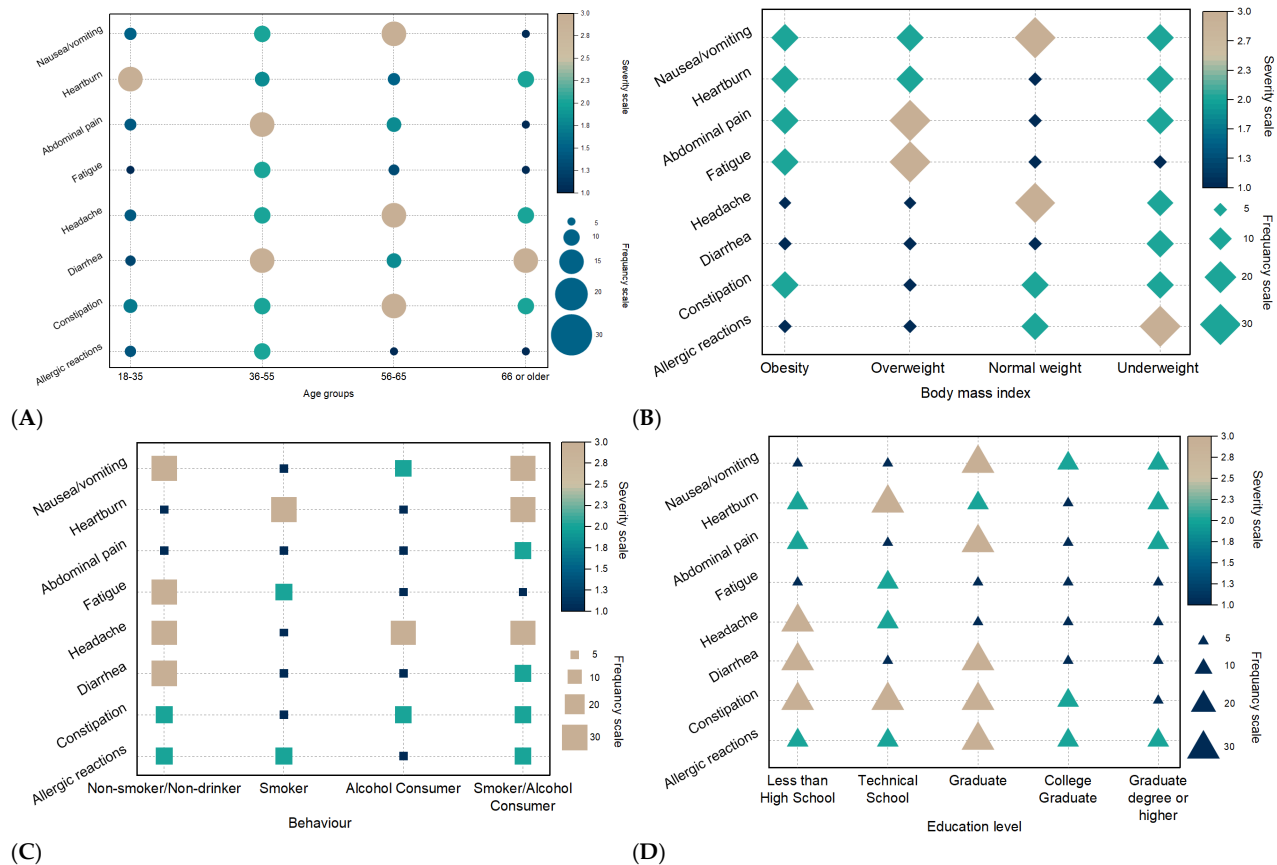 Nausea/vomiting
Heartburn
Abdominal pain
Fatigue
Headache
Diarrhea
Constipation
Allergic reactions
18-35
36-55
56-65
66 or older
Age groups
3.0
2.5
2.3
2.0
1.8
1.5
1.3
1.0
Severity scale
5
10
15
20
30
Frequancy scale
(A)
Nausea/vomiting
Heartburn
Abdominal pain
Fatigue
Headache
Diarrhea
Constipation
Allergic reactions
Obesity
Overweight
Normal weight
Underweight
Body mass index
3.0
2.7
2.3
2.0
1.7
1.3
1.0
Severity scale
5
10
20
30
Frequancy scale
(B)
Nausea/vomiting
Heartburn
Abdominal pain
Fatigue
Headache
Diarrhea
Constipation
Allergic reactions
Non-smoker/Non-drinker
Smoker
Alcohol Consumer
Smoker/Alcohol
Consumer
Behaviour
3.0
2.8
2.5
2.3
2.0
1.8
1.5
1.3
1.0
Severity scale
5
10
20
30
Frequancy scale
(C)
Nausea/vomiting
Heartburn
Abdominal pain
Fatigue
Headache
Diarrhea
Constipation
Allergic reactions
Less than
High School
Technical
School
Graduate
College
Graduate
Graduate
degree or
higher
Education level
3.0
2.8
2.5
2.3
2.0
1.8
1.5
1.3
1.0
Severity scale
5
10
20
30
Frequancy scale
(D)